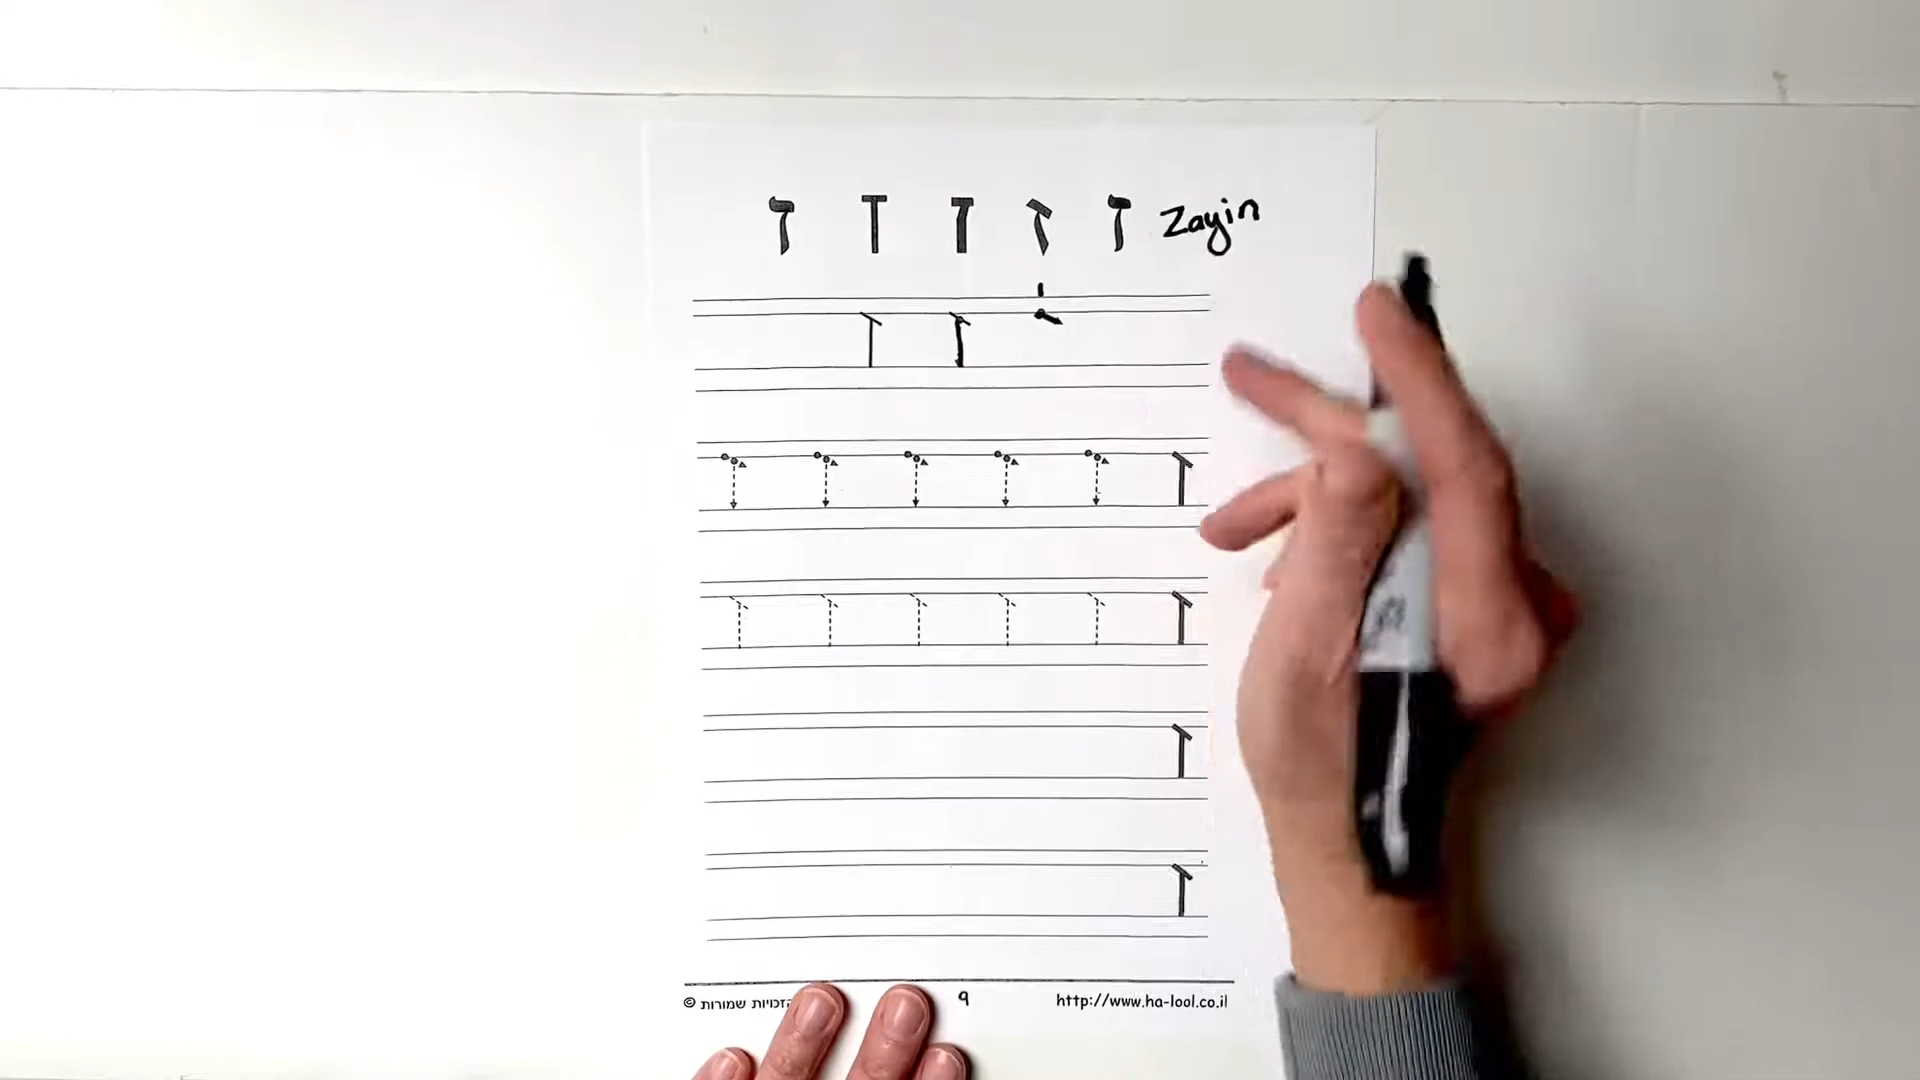 ז ז ז ז ז Zayin
ז ז
ז ז ז ז ז ז
ז ז ז ז ז ז
ז
ז
© הזכויות שמורות 9 http://www.ha-lool.co.il